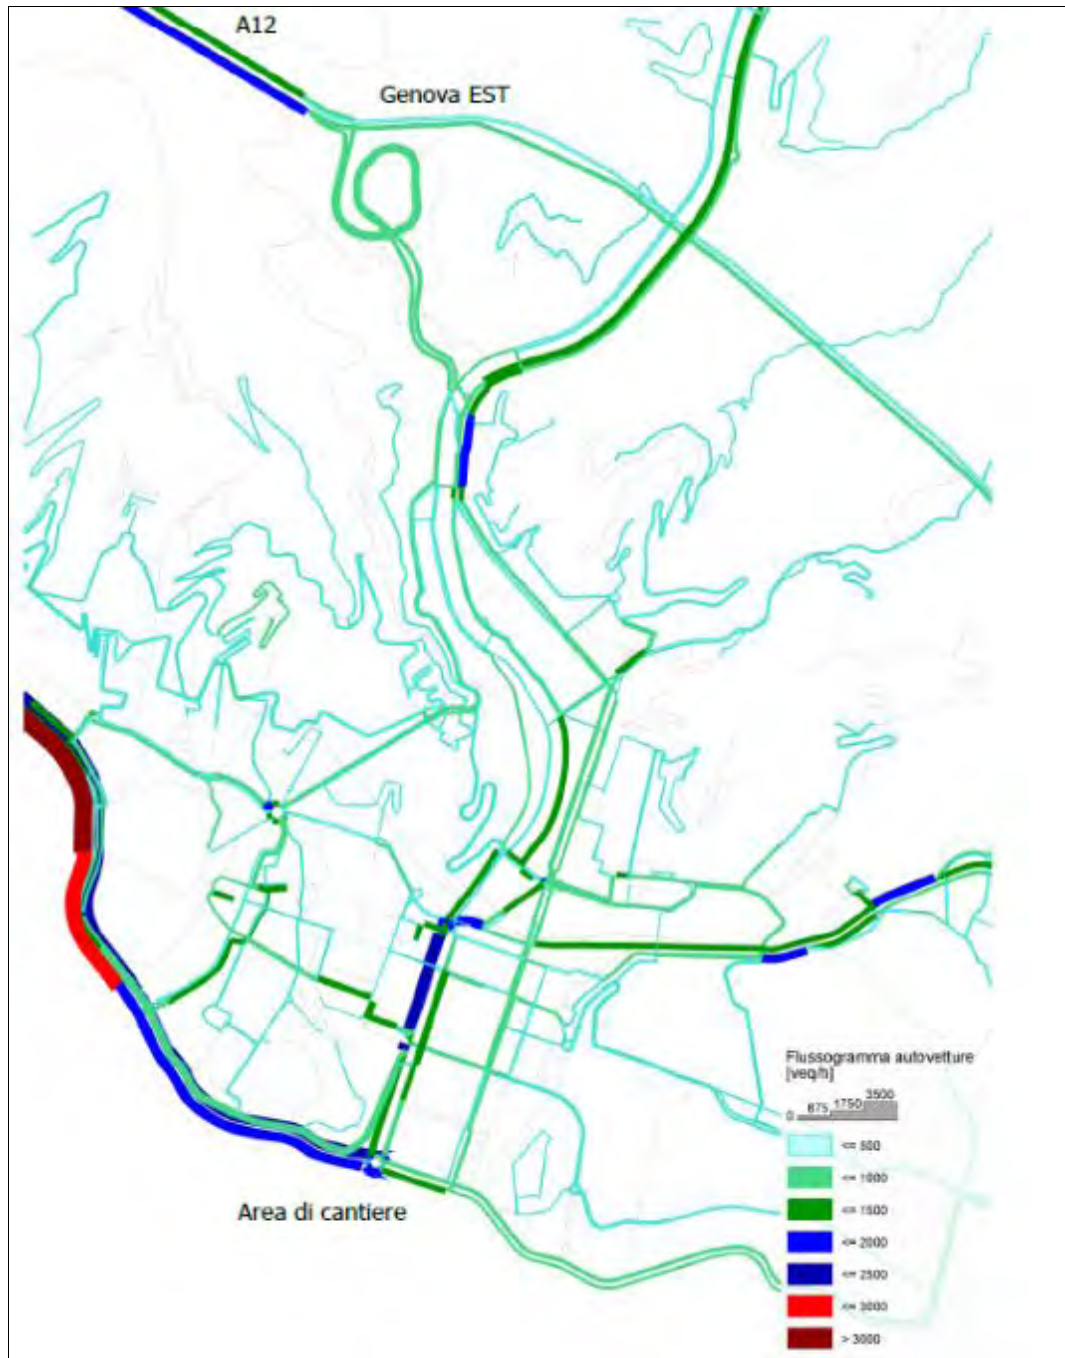 A12
Genova EST
Area di cantiere
Flussogramma autovetture
[veq/h]
0 875 1750 3500
<= 500
<= 1000
<= 1500
<= 2000
<= 2500
<= 3000
> 3000